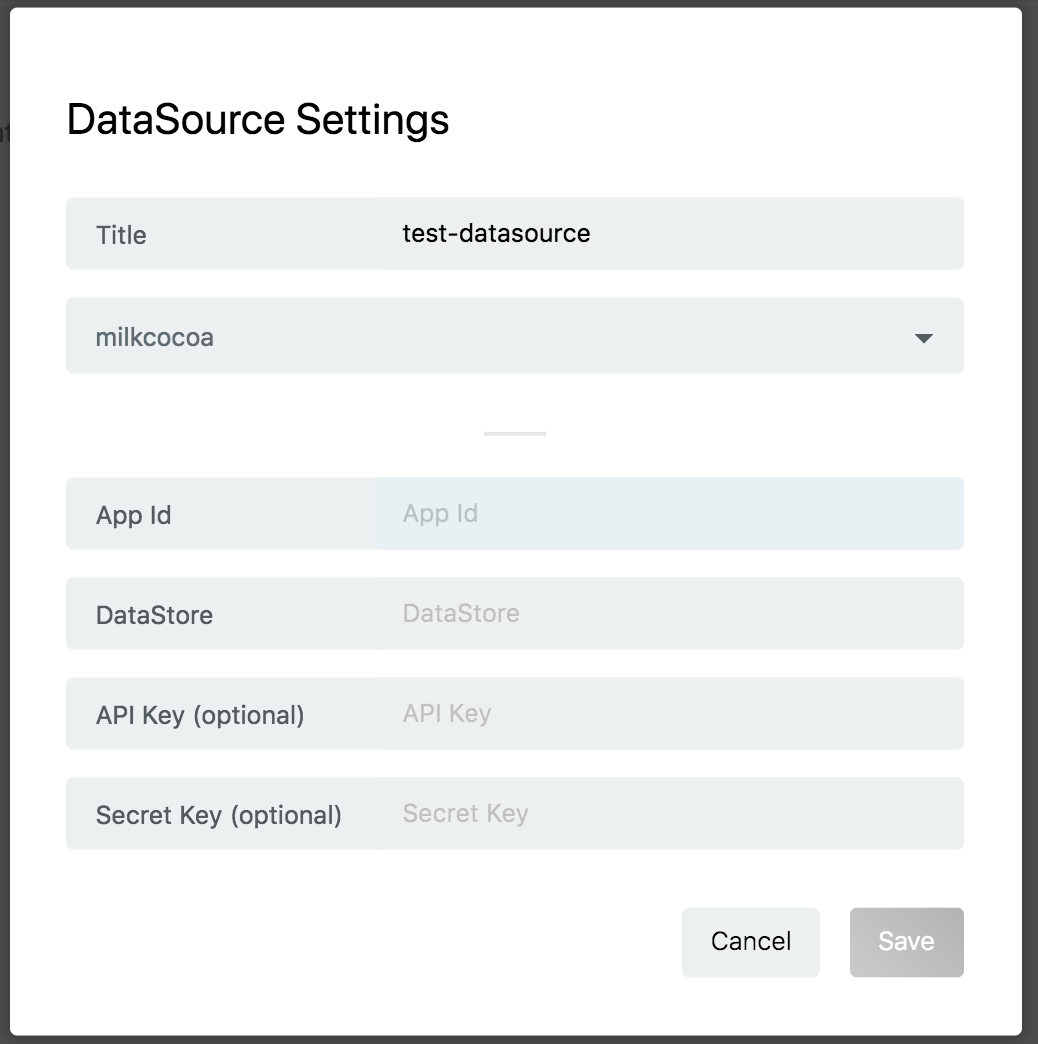 DataSource Settings
Title test-datasource
milkcocoa
App Id App Id
DataStore DataStore
API Key (optional) API Key
Secret Key (optional) Secret Key
Cancel Save